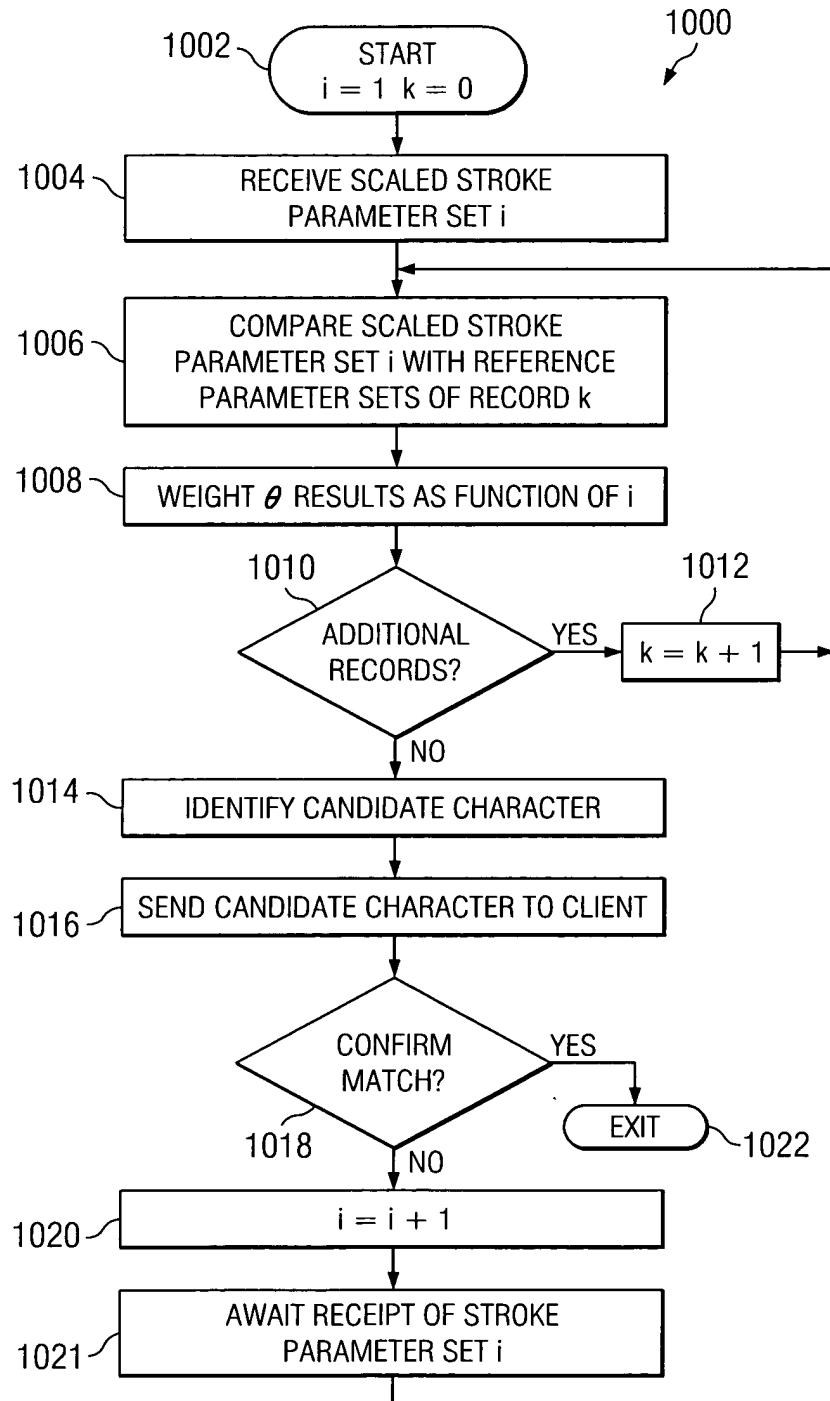 1000
1002
START
i = 1 k = 0
1004
RECEIVE SCALED STROKE
PARAMETER SET i
1006
COMPARE SCALED STROKE
PARAMETER SET i WITH REFERENCE
PARAMETER SETS OF RECORD k
1008
WEIGHT θ RESULTS AS FUNCTION OF i
1010
ADDITIONAL
RECORDS?
YES
1012
k = k + 1
NO
1014
IDENTIFY CANDIDATE CHARACTER
1016
SEND CANDIDATE CHARACTER TO CLIENT
CONFIRM
MATCH?
1018
YES
EXIT
1022
NO
1020
i = i + 1
1021
AWAIT RECEIPT OF STROKE
PARAMETER SET i